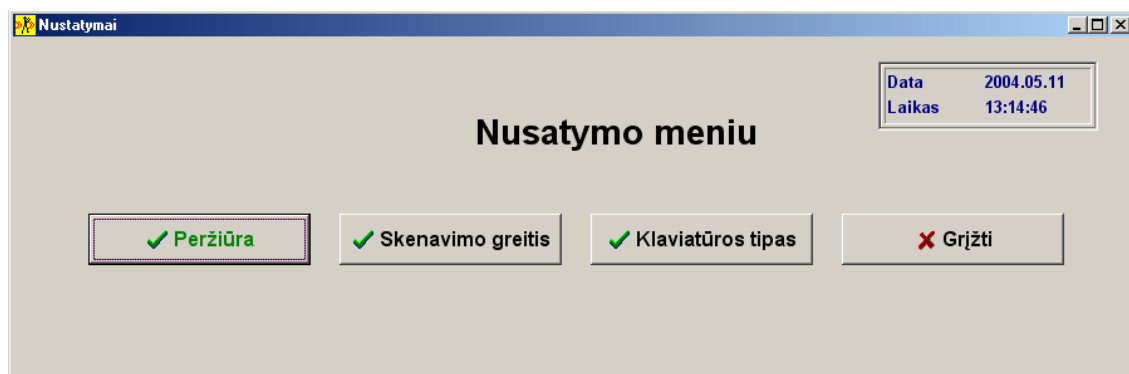 Nustatymai
Data 2004.05.11
Laikas 13:14:46
Nusatymo meniu
Peržiūra Skenavimo greitis Klaviatūros tipas Grįžti